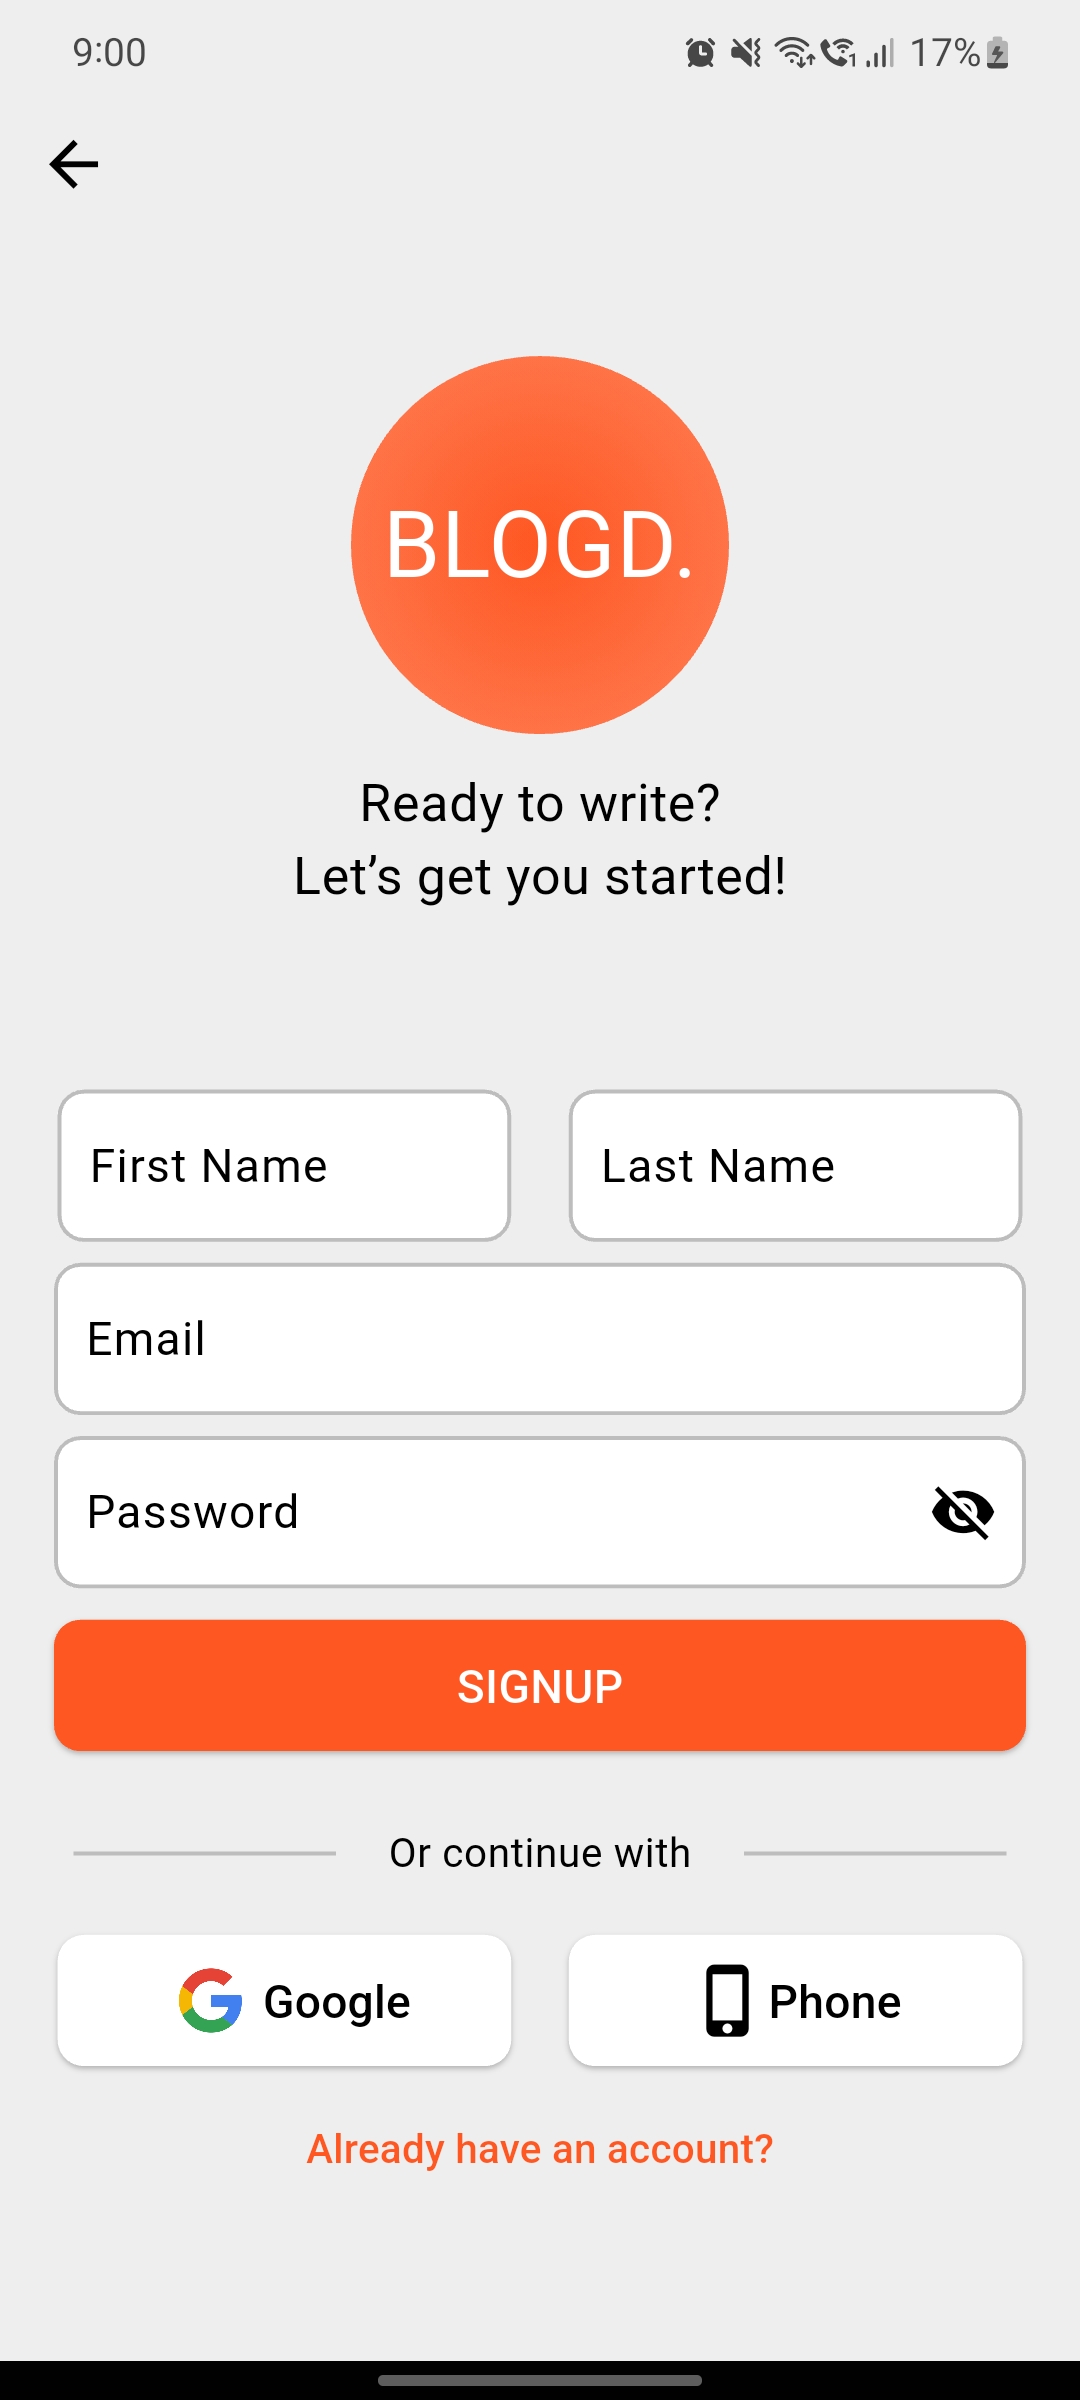 9:00 1 17%
BLOGD.
Ready to write?
Let’s get you started!
First Name Last Name
Email
Password
SIGNUP
Or continue with
Google Phone
Already have an account?